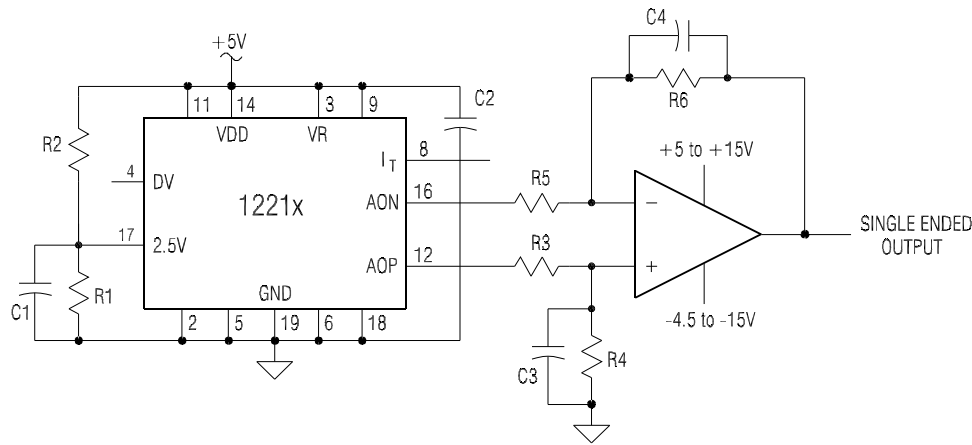 C4
+5V
R6
11
14
3
9
C2
VDD
VR
R2
8
I_T
+5 to +15V
4
DV
R5
16
AON
1221x
−
17
2.5V
SINGLE ENDED
OUTPUT
R3
12
AOP
+
GND
R1
C1
2
5
19
6
18
-4.5 to -15V
R4
C3